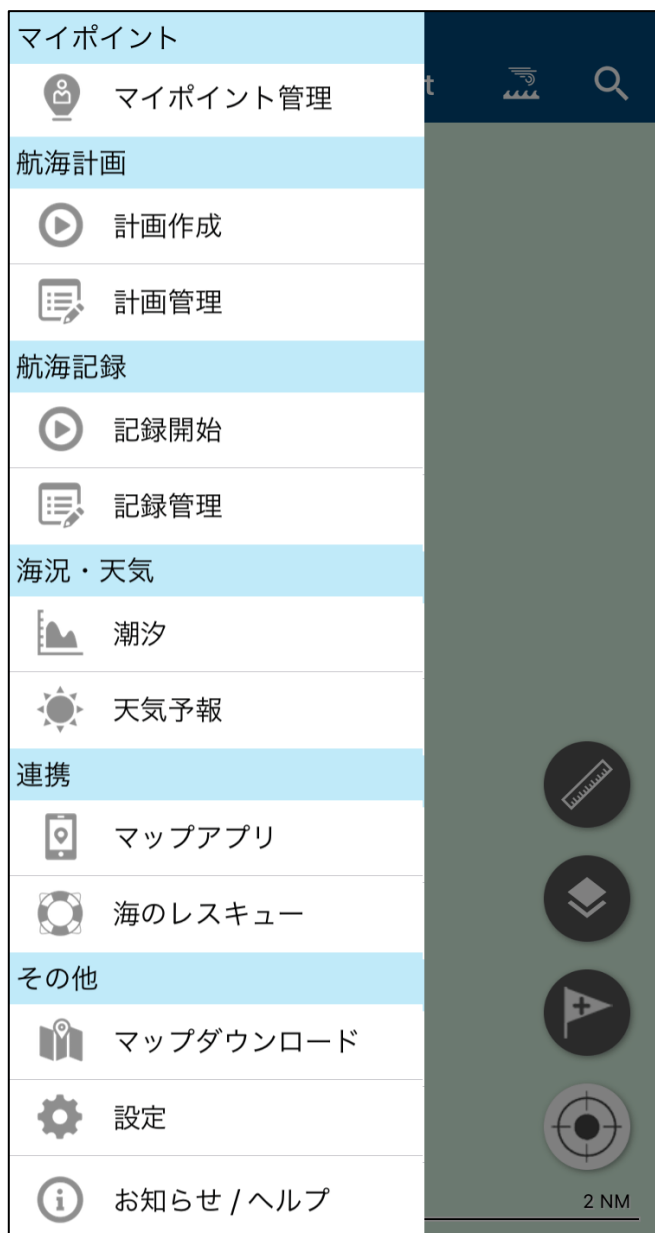 マイポイント
マイポイント管理
t
航海計画
計画作成
計画管理
航海記録
記録開始
記録管理
海況・天気
潮汐
天気予報
連携
マップアプリ
海のレスキュー
その他
マップダウンロード
設定
お知らせ / ヘルプ
2 NM